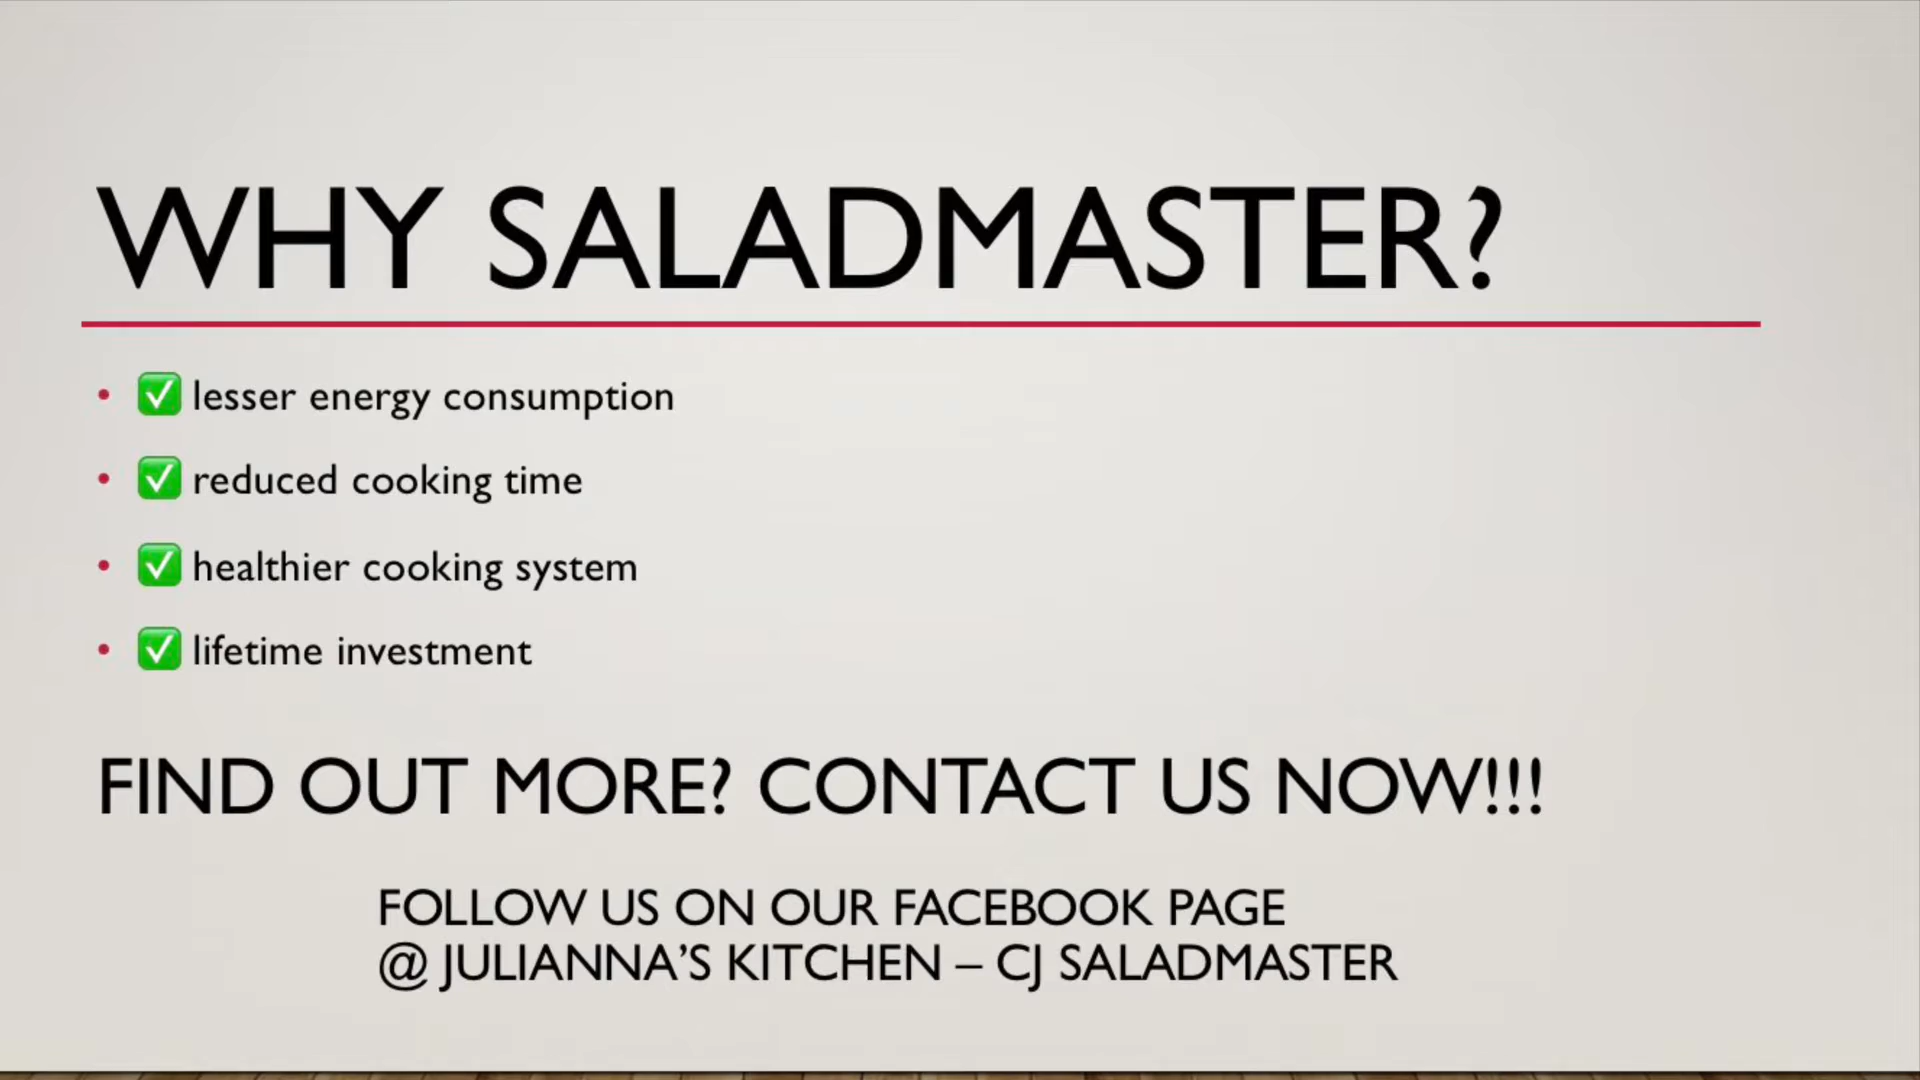 WHY SALADMASTER?
• ✅ lesser energy consumption
• ✅ reduced cooking time
• ✅ healthier cooking system
• ✅ lifetime investment
FIND OUT MORE? CONTACT US NOW!!!
FOLLOW US ON OUR FACEBOOK PAGE
@ JULIANNA’S KITCHEN – CJ SALADMASTER